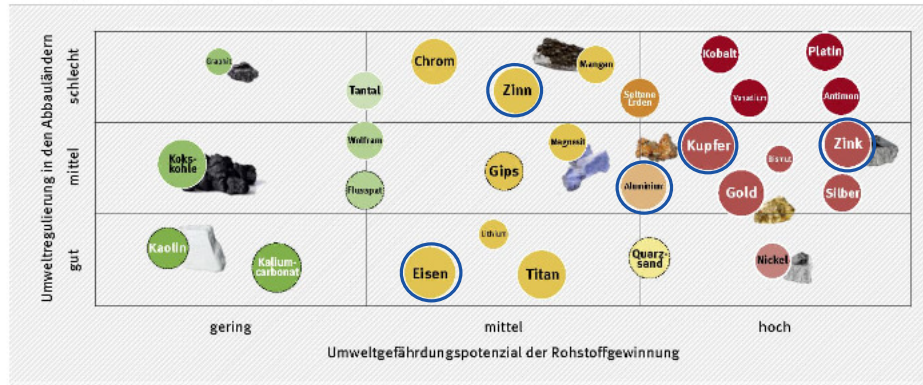 Umweltregulierung in den Abbauländern
schlecht
mittel
gut
Graphit
Tantal
Chrom
Zinn
Mangan
Seltene
Erden
Kobalt
Platin
Vanadium
Antimon
Koks-
kohle
Wolfram
Flussspat
Gips
Magnesit
Aluminium
Kupfer
Bismut
Zink
Gold
Silber
Kaolin
Kalium-
carbonat
Eisen
Lithium
Titan
Quarz-
sand
Nickel
gering
mittel
hoch
Umweltgefährdungspotenzial der Rohstoffgewinnung